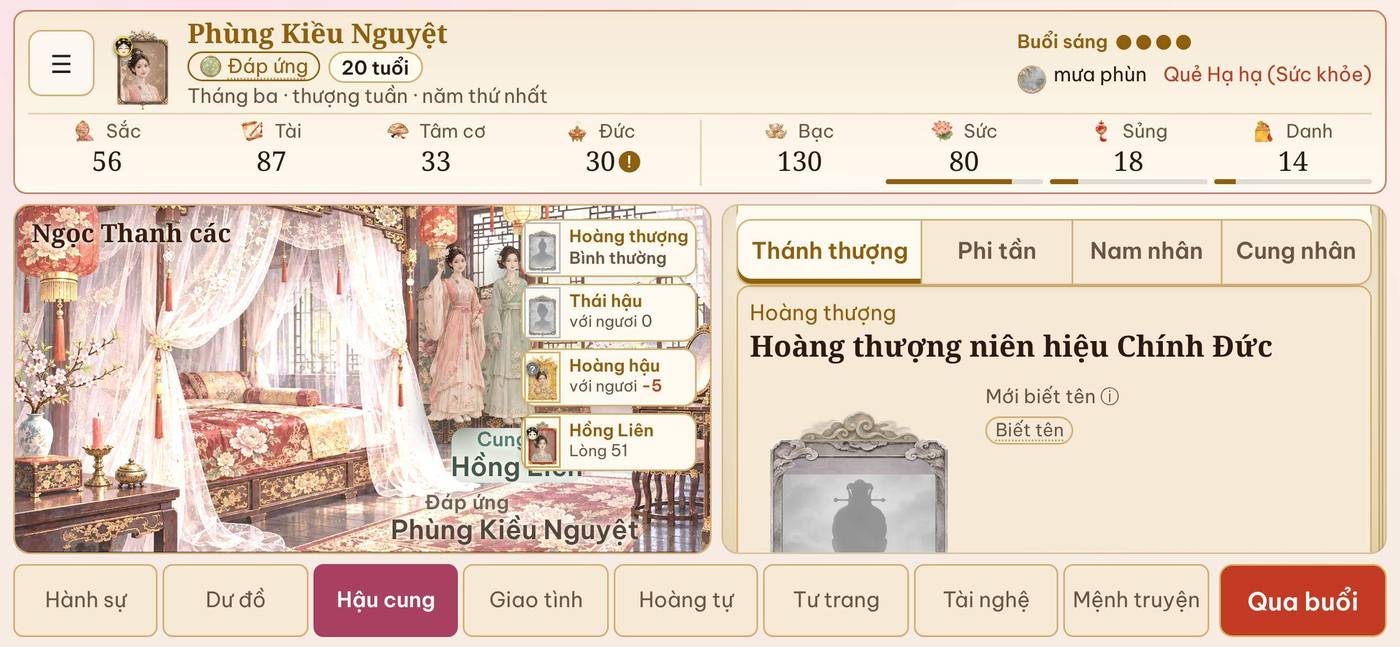 ☰
Phùng Kiều Nguyệt
Đáp ứng
20 tuổi
Tháng ba · thượng tuần · năm thứ nhất
Buổi sáng
mưa phùn Quẻ Hạ hạ (Sức khỏe)
Sắc
56
Tài
87
Tâm cơ
33
Đức
30 !
Bạc
130
Sức
80
Sủng
18
Danh
14
Ngọc Thanh các
Hoàng thượng
Bình thường
Thái hậu
với ngươi 0
Hoàng hậu
với ngươi -5
Hồng Liên
Lòng 51
Cung
Hồng Liên
Đáp ứng
Phùng Kiều Nguyệt
Thánh thượng
Phi tần
Nam nhân
Cung nhân
Hoàng thượng
Hoàng thượng niên hiệu Chính Đức
Mới biết tên ⓘ
Biết tên
Hành sự
Dư đồ
Hậu cung
Giao tình
Hoàng tự
Tư trang
Tài nghệ
Mệnh truyện
Qua buổi